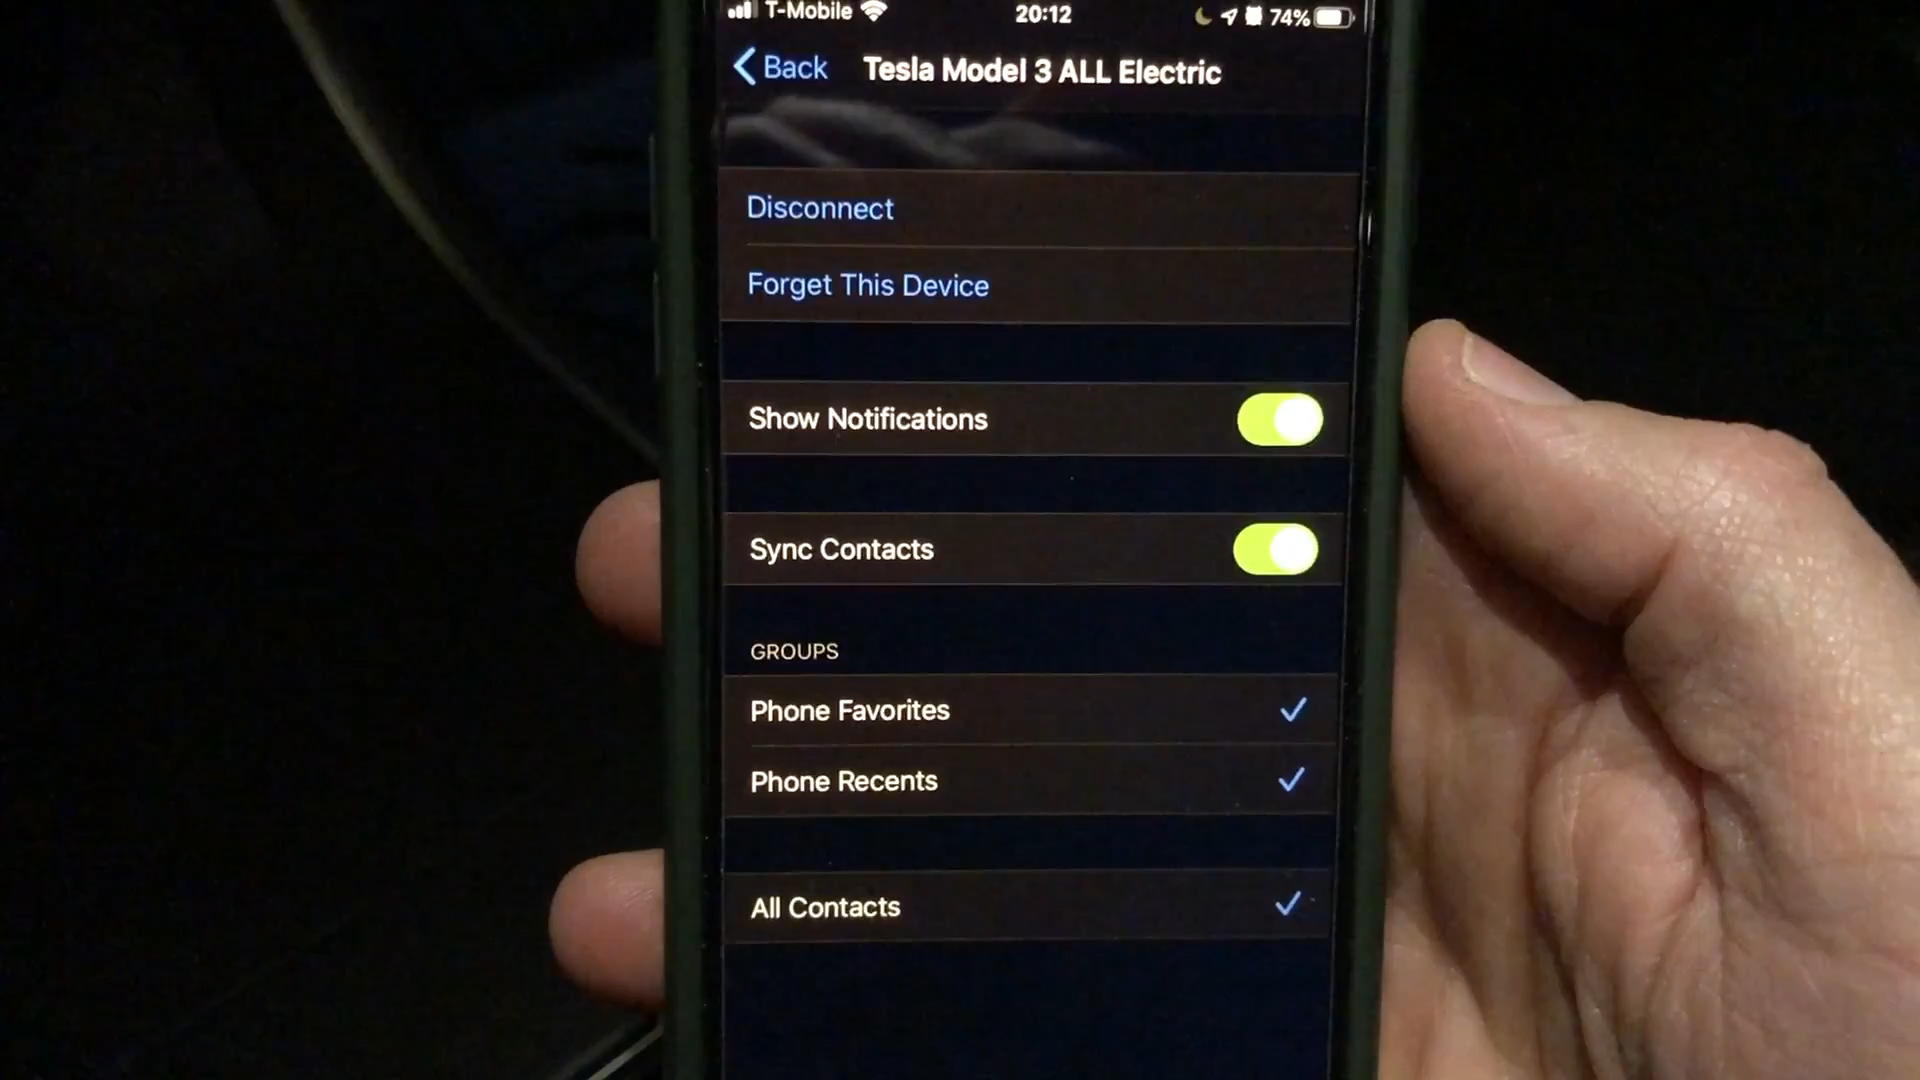 T-Mobile 20:12 74%
Back Tesla Model 3 ALL Electric
Disconnect
Forget This Device
Show Notifications
Sync Contacts
GROUPS
Phone Favorites
Phone Recents
All Contacts